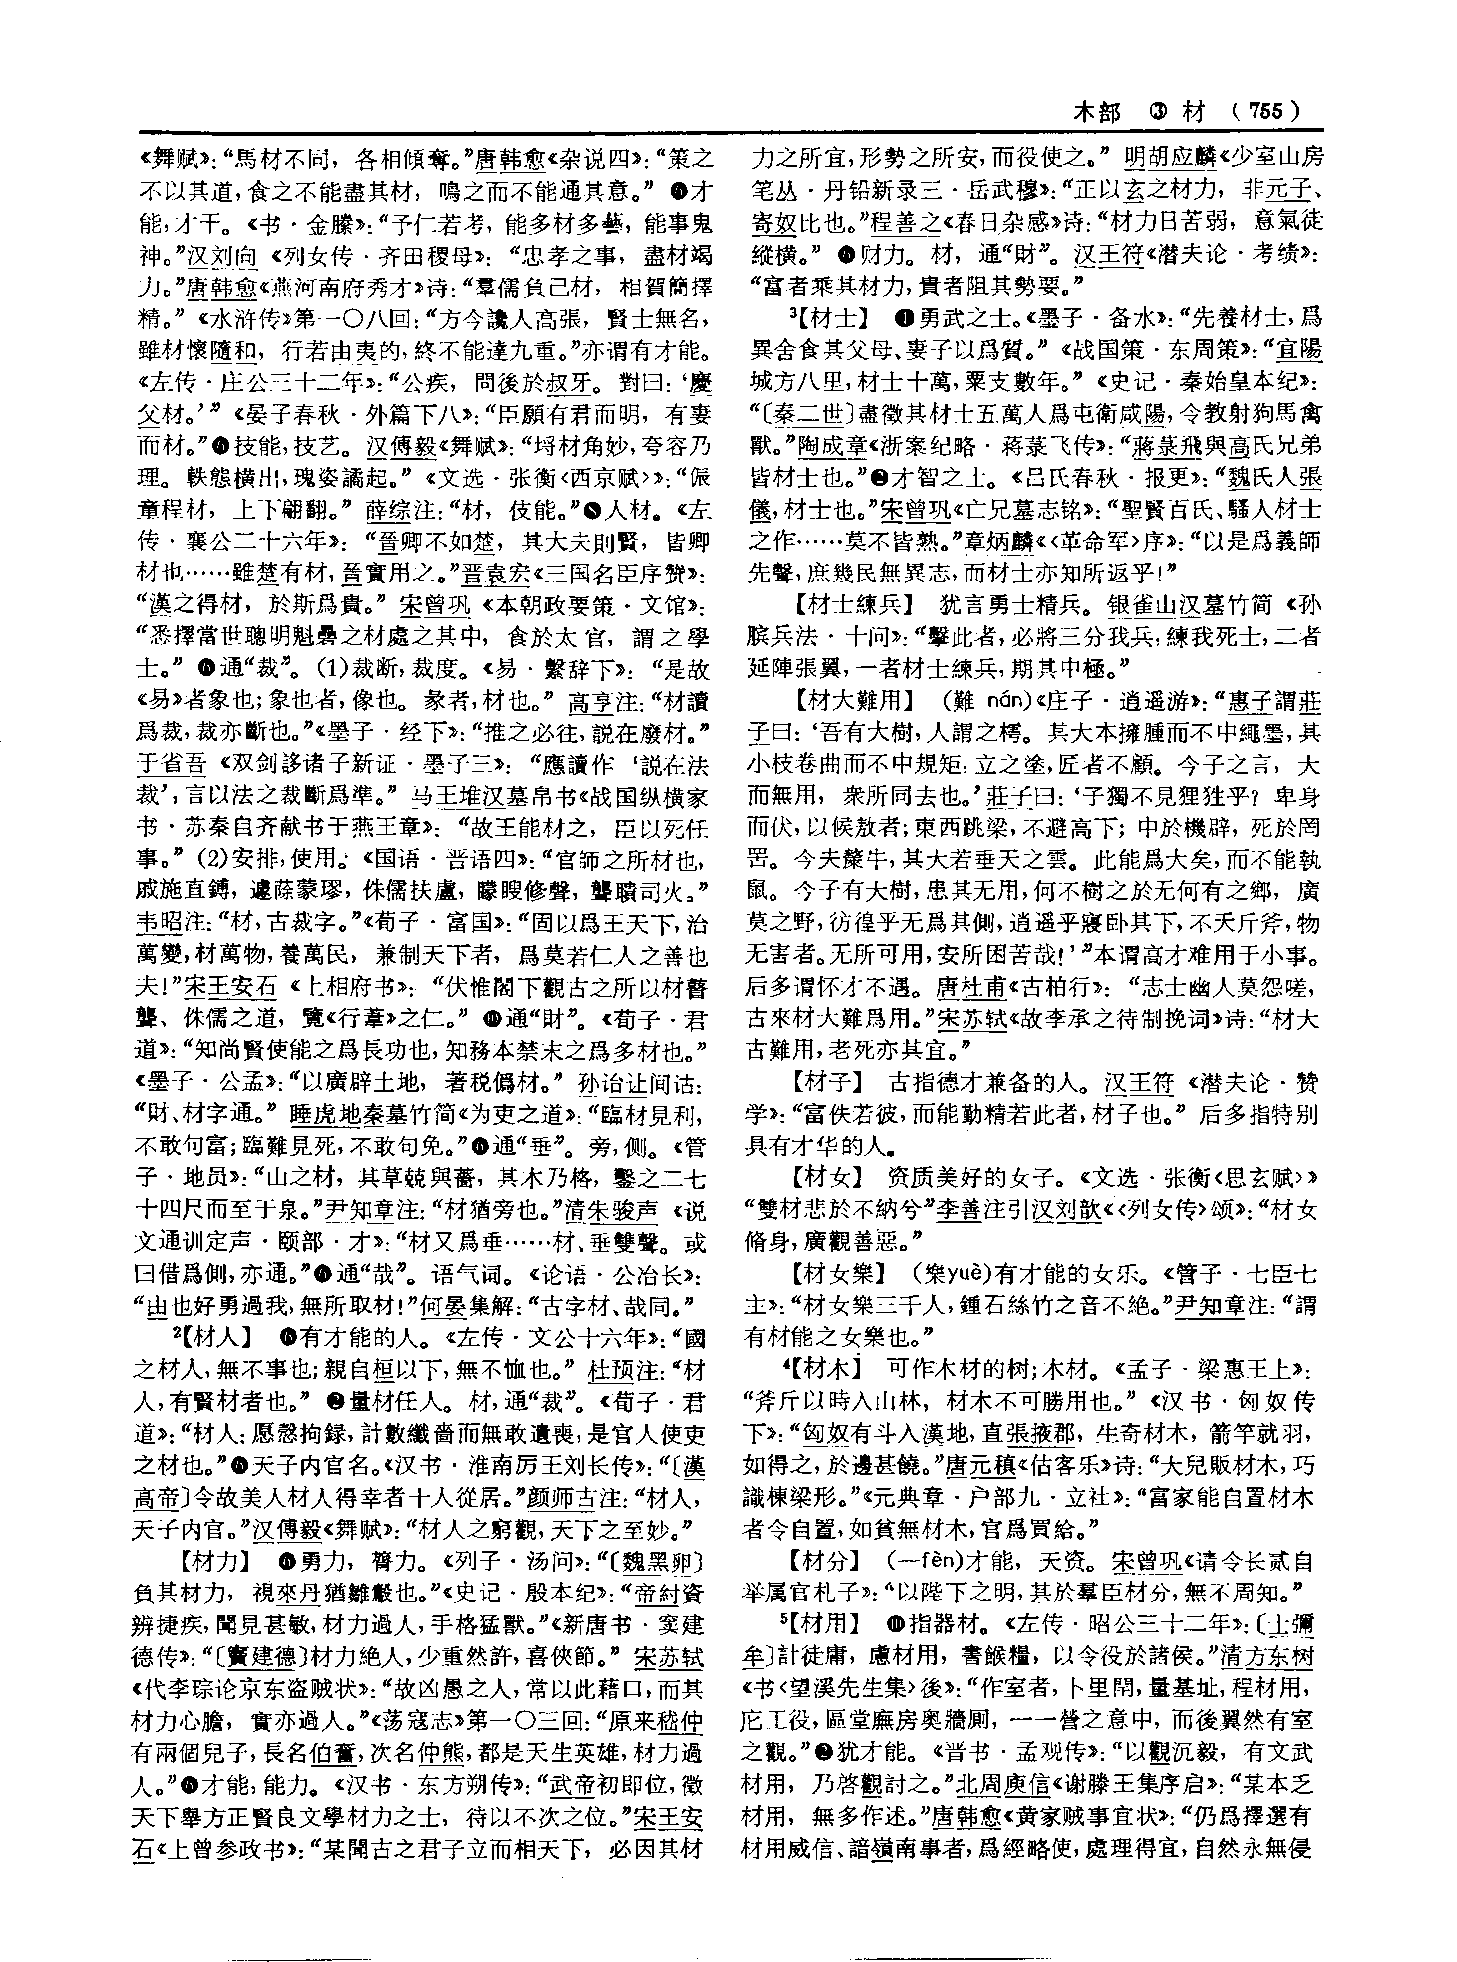 木部 ③ 材 (755)
《舞赋》:“馬材不同，各相傾奪。”唐韩愈《杂说四》:“策之
不以其道，食之不能盡其材，鳴之而不能通其意。” 才
能，才干。《书·金縢》:“予仁若考，能多材多藝，能事鬼
神。”汉刘向《列女传·齐田稷母》:“忠孝之事，盡材竭
力。”唐韩愈《燕河南府秀才》诗:“羣儒負己材，相賀簡擇
精。”《水浒传》第一〇八回:“方今讒人高張，賢士無名，
雖材懷隨和，行若由夷的，終不能達九重。”亦谓有才能。
《左传·庄公三十二年》:“公疾，問後於叔牙。對曰:‘慶
父材。’”《晏子春秋·外篇下八》:“臣願有君而明，有妻
而材。”技能，技艺。汉傅毅《舞赋》:“埒材角妙，夸容乃
理。軼態横出，瑰姿譎起。”《文选·张衡<西京赋>》:“侲
童程材，上下翩翻。”薛综注:“材，伎能。”人材。《左
传·襄公二十六年》:“晉卿不如楚，其大夫則賢，皆卿
材也……雖楚有材，晉實用之。”晋袁宏《三国名臣序赞》:
“漢之得材，於斯爲貴。”宋曾巩《本朝政要策·文馆》:
“悉擇當世聰明魁壘之材處之其中，食於太官，謂之學
士。”通“裁”。(1)裁断，裁度。《易·繫辞下》:“是故
《易》者象也；象也者，像也。彖者，材也。”高亨注:“材讀
爲裁，裁亦斷也。”《墨子·经下》:“推之必往，説在廢材。”
于省吾《双剑誃诸子新证·墨子三》:“應讀作‘説在法
裁’，言以法之裁斷爲準。”马王堆汉墓帛书《战国纵横家
书·苏秦自齐献书于燕王章》:“故王能材之，臣以死任
事。”(2)安排，使用。《国语·晋语四》:“官師之所材也，
戚施直鎛，蘧蒢蒙璆，侏儒扶盧，矇瞍修聲，聾聵司火。”
韦昭注:“材，古裁字。”《荀子·富国》:“固以爲王天下，治
萬變，材萬物，養萬民，兼制天下者，爲莫若仁人之善也
夫！”宋王安石《上相府书》:“伏惟閣下觀古之所以材瞽
聾、侏儒之道，覽《行葦》之仁。”通“財”。《荀子·君
道》:“知尚賢使能之爲長功也，知務本禁末之爲多材也。”
《墨子·公孟》:“以廣辟土地，著税僞材。”孙诒让间诂:
“財、材字通。”睡虎地秦墓竹简《为吏之道》:“臨材見利，
不敢句富；臨難見死，不敢句免。”通“垂”。旁，侧。《管
子·地员》:“山之材，其草兢與薔，其木乃格，鑿之二七
十四尺而至于泉。”尹知章注:“材猶旁也。”清朱骏声《说
文通训定声·颐部·才》:“材又爲垂……材、垂雙聲。或
曰借爲側，亦通。”通“哉”。语气词。《论语·公冶长》:
“由也好勇過我，無所取材！”何晏集解:“古字材、哉同。”
2【材人】 有才能的人。《左传·文公十六年》:“國
之材人，無不事也；親自桓以下，無不恤也。”杜预注:“材
人，有賢材者也。”❷量材任人。材，通“裁”。《荀子·君
道》:“材人:愿愨拘録，計數纖嗇而無敢遺喪，是官人使吏
之材也。”天子内官名。《汉书·淮南厉王刘长传》:“〔漢
高帝〕令故美人材人得幸者十人從居。”颜师古注:“材人，
天子内官。”汉傅毅《舞赋》:“材人之窮觀，天下之至妙。”
【材力】 勇力，膂力。《列子·汤问》:“〔魏黑卵〕
負其材力，視來丹猶雛鷇也。”《史记·殷本纪》:“帝紂資
辨捷疾，聞見甚敏，材力過人，手格猛獸。”《新唐书·窦建
德传》:“〔竇建德〕材力絶人，少重然許，喜俠節。”宋苏轼
《代李琮论京东盗贼状》:“故凶愚之人，常以此藉口，而其
材力心膽，實亦過人。”《荡寇志》第一〇三回:“原来嵇仲
有兩個兒子，長名伯奮，次名仲熊，都是天生英雄，材力過
人。”才能，能力。《汉书·东方朔传》:“武帝初即位，徵
天下舉方正賢良文學材力之士，待以不次之位。”宋王安
石《上曾参政书》:“某聞古之君子立而相天下，必因其材
力之所宜，形勢之所安，而役使之。”明胡应麟《少室山房
笔丛·丹铅新录三·岳武穆》:“正以玄之材力，非元子、
寄奴比也。”程善之《春日杂感》诗:“材力日苦弱，意氣徒
縱横。”财力。材，通“財”。汉王符《潜夫论·考绩》:
“富者乘其材力，貴者阻其勢要。”
3【材士】 ❶勇武之士。《墨子·备水》:“先養材士，爲
異舍食其父母、妻子以爲質。”《战国策·东周策》:“宜陽
城方八里，材士十萬，粟支數年。”《史记·秦始皇本纪》:
“〔秦二世〕盡徵其材士五萬人爲屯衛咸陽，令教射狗馬禽
獸。”陶成章《浙案纪略·蒋菉飞传》:“蔣菉飛與高氏兄弟
皆材士也。”❷才智之士。《吕氏春秋·报更》:“魏氏人張
儀，材士也。”宋曾巩《亡兄墓志铭》:“聖賢百氏、騷人材士
之作……莫不皆熟。”章炳麟《<革命军>序》:“以是爲義師
先聲，庶幾民無異志，而材士亦知所返乎！”
【材士練兵】 犹言勇士精兵。银雀山汉墓竹简《孙
膑兵法·十问》:“擊此者，必將三分我兵，練我死士，二者
延陣張翼，一者材士練兵，期其中極。”
【材大難用】 (難 nán)《庄子·逍遥游》:“惠子謂莊
子曰:‘吾有大樹，人謂之樗。其大本擁腫而不中繩墨，其
小枝卷曲而不中規矩，立之塗，匠者不顧。今子之言，大
而無用，衆所同去也。’莊子曰:‘子獨不見狸狌乎？卑身
而伏，以候敖者；東西跳梁，不避高下；中於機辟，死於罔
罟。今夫斄牛，其大若垂天之雲。此能爲大矣，而不能執
鼠。今子有大樹，患其无用，何不樹之於无何有之鄉，廣
莫之野，彷徨乎无爲其側，逍遥乎寢卧其下，不夭斤斧，物
无害者。无所可用，安所困苦哉！’”本谓高才难用于小事。
后多谓怀才不遇。唐杜甫《古柏行》:“志士幽人莫怨嗟，
古來材大難爲用。”宋苏轼《故李承之待制挽词》诗:“材大
古難用，老死亦其宜。”
【材子】 古指德才兼备的人。汉王符《潜夫论·赞
学》:“富佚若彼，而能勤精若此者，材子也。”后多指特别
具有才华的人。
【材女】 资质美好的女子。《文选·张衡<思玄赋>》
“雙材悲於不納兮”李善注引汉刘歆《<列女传>颂》:“材女
脩身，廣觀善惡。”
【材女樂】 (樂yuè)有才能的女乐。《管子·七臣七
主》:“材女樂三千人，鍾石絲竹之音不絶。”尹知章注:“謂
有材能之女樂也。”
4【材木】 可作木材的树；木材。《孟子·梁惠王上》:
“斧斤以時入山林，材木不可勝用也。”《汉书·匈奴传
下》:“匈奴有斗入漢地，直張掖郡，生奇材木，箭竿就羽，
如得之，於邊甚饒。”唐元稹《估客乐》诗:“大兒販材木，巧
識棟梁形。”《元典章·户部九·立社》:“富家能自置材木
者令自置，如貧無材木，官爲買給。”
【材分】 (—fèn)才能，天资。宋曾巩《请令长贰自
举属官札子》:“以陛下之明，其於羣臣材分，無不周知。”
5【材用】 指器材。《左传·昭公三十二年》:〔士彌
牟〕計徒庸，慮材用，書餱糧，以令役於諸侯。”清方东树
《书<望溪先生集>後》:“作室者，卜里閈，量基址，程材用，
庀工役，區堂廡房奥牆厠，一一營之意中，而後翼然有室
之觀。”❷犹才能。《晋书·孟观传》:“以觀沉毅，有文武
材用，乃啓觀討之。”北周庾信《谢滕王集序启》:“某本乏
材用，無多作述。”唐韩愈《黄家贼事宜状》:“仍爲擇選有
材用威信、諳嶺南事者，爲經略使，處理得宜，自然永無侵